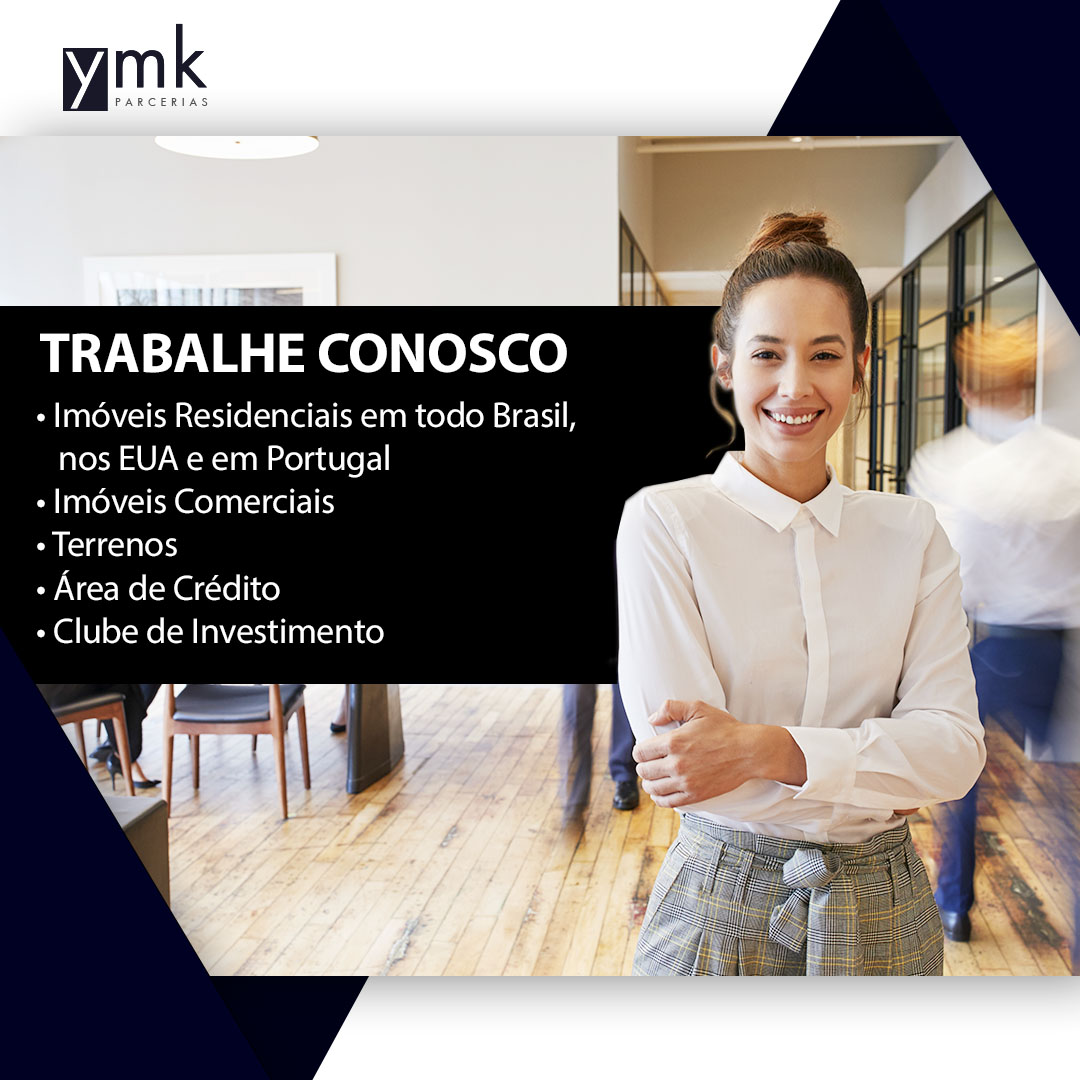 ymk
PARCERIAS
TRABALHE CONOSCO
• Imóveis Residenciais em todo Brasil,
nos EUA e em Portugal
• Imóveis Comerciais
• Terrenos
• Área de Crédito
• Clube de Investimento